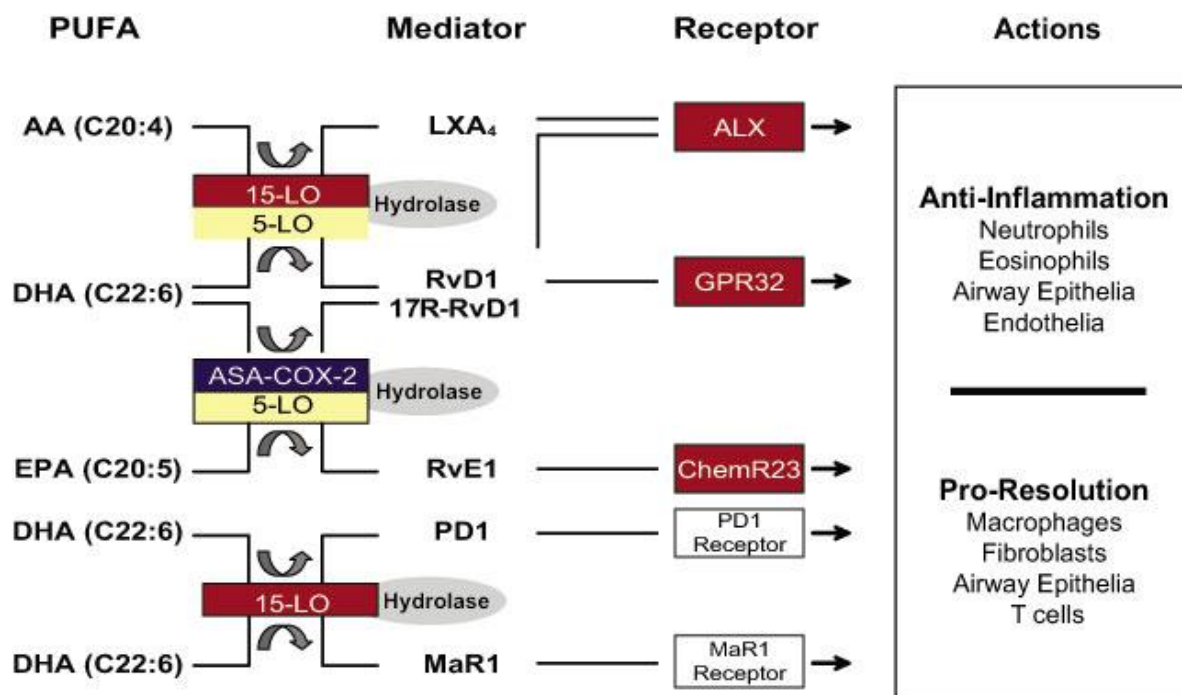 PUFA Mediator Receptor Actions
AA (C20:4) LXA₄ ALX
15-LO
Hydrolase
5-LO
DHA (C22:6) RvD1 GPR32
17R-RvD1
ASA-COX-2
Hydrolase
5-LO
EPA (C20:5) RvE1 ChemR23
DHA (C22:6) PD1 PD1
Receptor
15-LO Hydrolase
DHA (C22:6) MaR1 MaR1
Receptor
Anti-Inflammation
Neutrophils
Eosinophils
Airway Epithelia
Endothelia
Pro-Resolution
Macrophages
Fibroblasts
Airway Epithelia
T cells